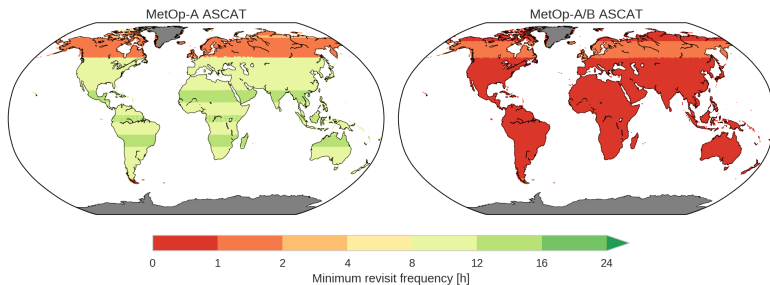 MetOp-A ASCAT
MetOp-A/B ASCAT
0 1 2 4 8 12 16 24
Minimum revisit frequency [h]